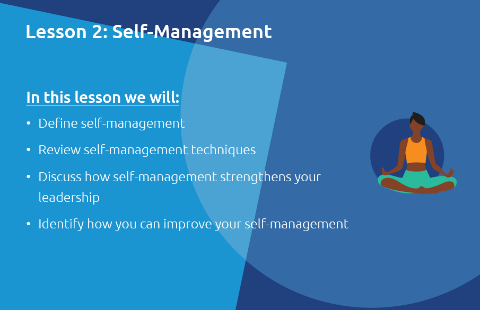 Lesson 2: Self-Management
In this lesson we will:
• Define self-management
• Review self-management techniques
• Discuss how self-management strengthens your
leadership
• Identify how you can improve your self-management